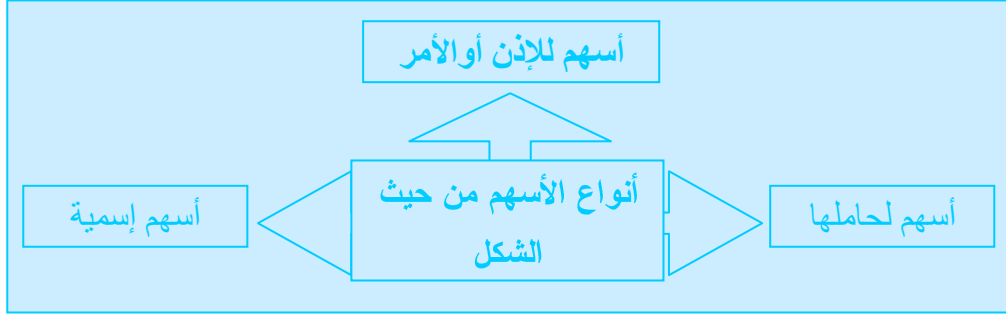 أسهم للإذن أوالأمر
أنواع الأسهم من حيث
الشكل
أسهم لحاملها
أسهم إسمية